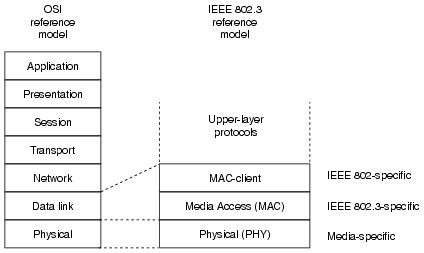 OSI
reference
model
IEEE 802.3
reference
model
Application
Presentation
Session
Transport
Network
Data link
Physical
Upper-layer
protocols
MAC-client
Media Access (MAC)
Physical (PHY)
IEEE 802-specific
IEEE 802.3-specific
Media-specific